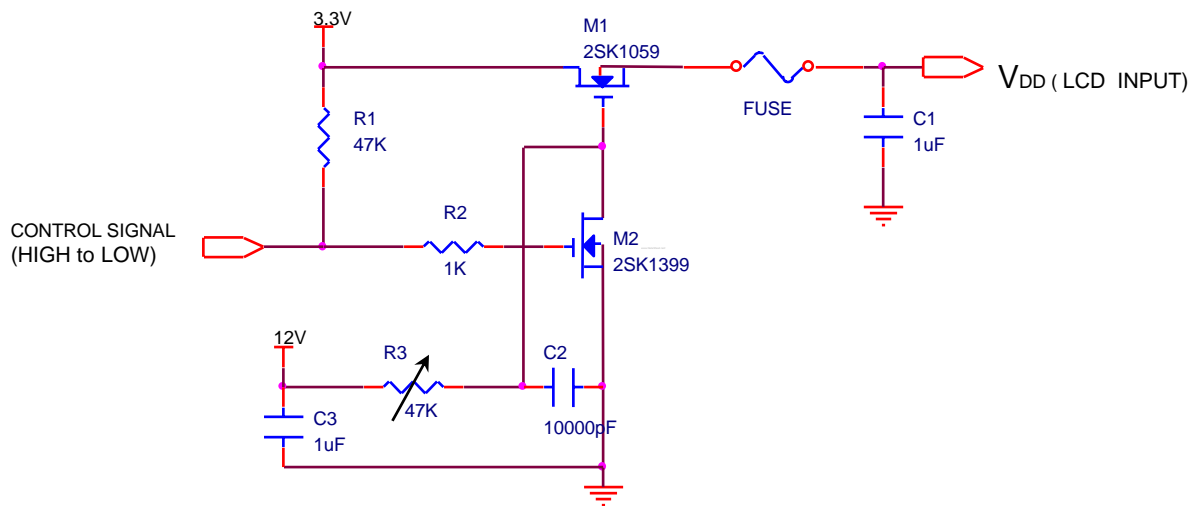 3.3V
M1
2SK1059
FUSE
VDD ( LCD INPUT)
R1
47K
C1
1uF
CONTROL SIGNAL
(HIGH to LOW)
R2
1K
M2
2SK1399
12V
R3
47K
C2
10000pF
C3
1uF